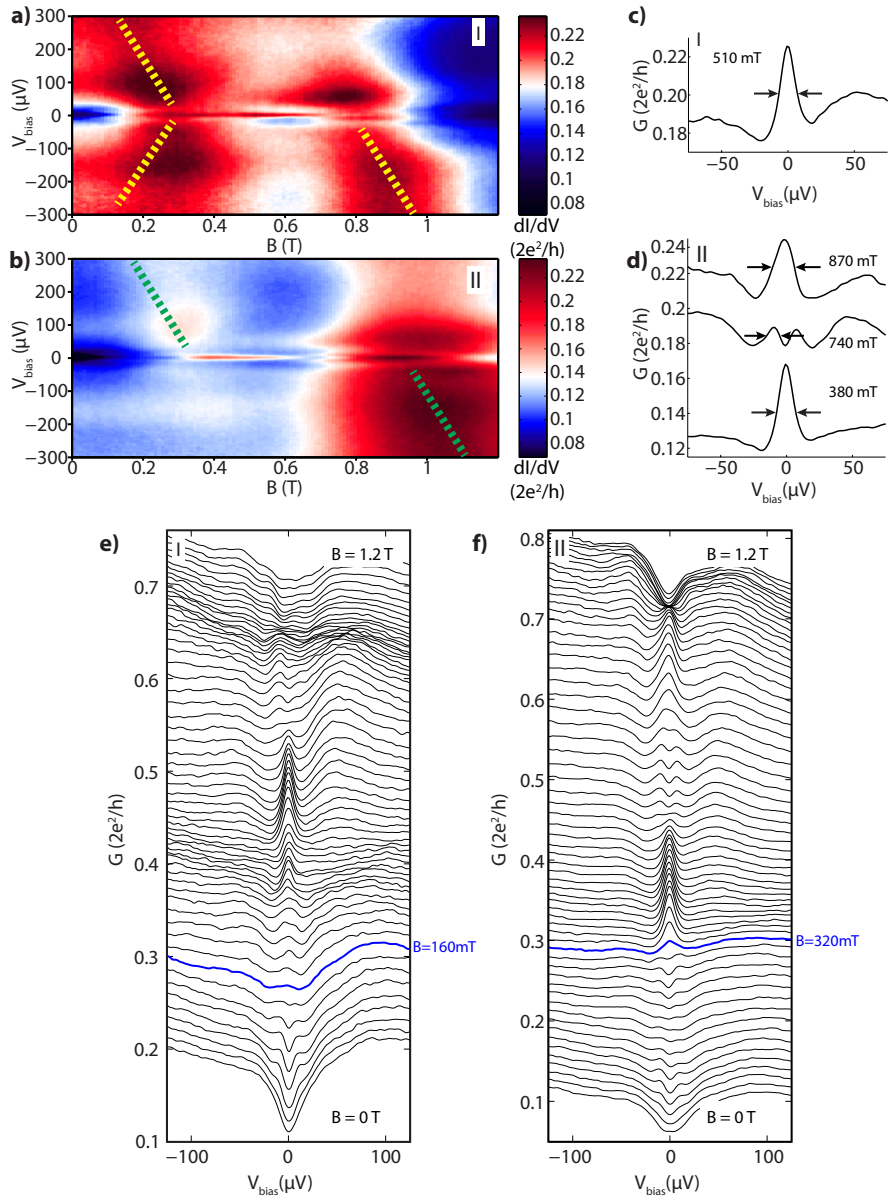 a)
I
300
200
100
0
−100
−200
−300
V_bias (µV)
0
0.2
0.4
0.6
0.8
1
B (T)
0.22
0.2
0.18
0.16
0.14
0.12
0.1
0.08
dI/dV
(2e²/h)
b)
II
300
200
100
0
−100
−200
−300
V_bias (µV)
0
0.2
0.4
0.6
0.8
1
B (T)
0.22
0.2
0.18
0.16
0.14
0.12
0.1
0.08
dI/dV
(2e²/h)
c)
I
510 mT
G (2e²/h)
0.22
0.20
0.18
−50
0
50
V_bias(µV)
d)
II
870 mT
740 mT
380 mT
G (2e²/h)
G (2e²/h)
0.24
0.22
0.2
0.18
0.14
0.12
−50
0
50
V_bias(µV)
e)
I
B = 1.2 T
0.7
0.6
0.5
0.4
0.3
0.2
0.1
G (2e²/h)
B=160mT
B = 0 T
−100
0
100
V_bias(µV)
f)
II
B = 1.2 T
0.8
0.7
0.6
0.5
0.4
0.3
0.2
0.1
0.05
G (2e²/h)
B=320mT
B = 0 T
−100
0
100
V_bias(µV)